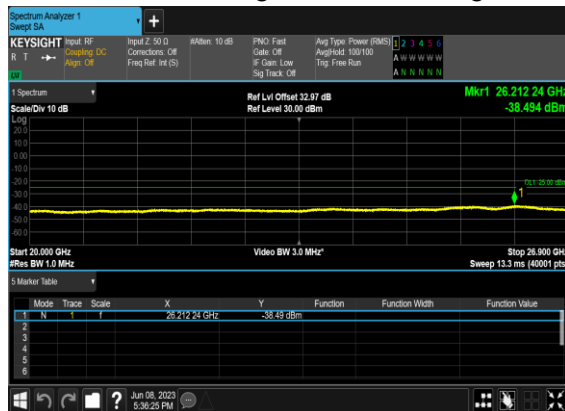 Spectrum Analyzer 1
Swept SA
+
KEYSIGHT Input: RF Input Z: 50 Ω #Atten: 10 dB PNO: Fast Avg Type: Power (RMS) 1 2 3 4 5 6
R T Coupling: DC Corrections: Off Gate: Off Avg|Hold: 100/100 A W W W W W
Align: Off Freq Ref: Int (S) IF Gain: Low Trig: Free Run
LW Sig Track: Off A N N N N N
1 Spectrum Ref Lvl Offset 32.97 dB Mkr1 26.212 24 GHz
Scale/Div 10 dB Ref Level 30.00 dBm -38.494 dBm
Log
20.0
10.0
0.00
-10.0
-20.0
DL1 -25.00 dBm
-30.0
1
-40.0
-50.0
-60.0
Start 20.000 GHz Video BW 3.0 MHz* Stop 26.900 GHz
#Res BW 1.0 MHz Sweep 13.3 ms (40001 pts
5 Marker Table
Mode Trace Scale X Y Function Function Width Function Value
1 N 1 f 26.212 24 GHz -38.49 dBm
2
3
4
5
6
? Jun 08, 2023
5:36:25 PM